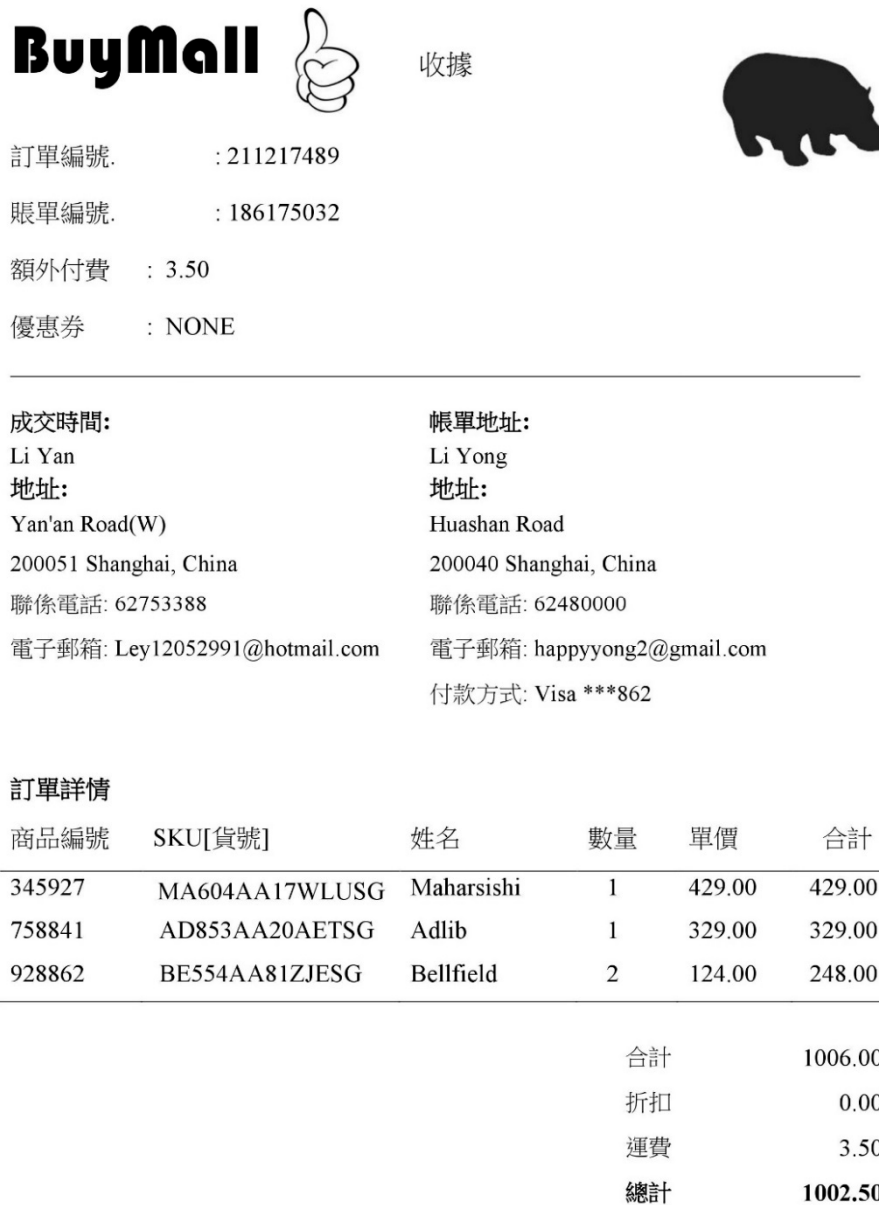 BuyMall 收據
訂單編號. : 211217489
賬單編號. : 186175032
額外付費 : 3.50
優惠券 : NONE
成交時間: 帳單地址:
Li Yan Li Yong
地址: 地址:
Yan'an Road(W) Huashan Road
200051 Shanghai, China 200040 Shanghai, China
聯係電話: 62753388 聯係電話: 62480000
電子郵箱: Ley12052991@hotmail.com 電子郵箱: happyyong2@gmail.com
付款方式: Visa ***862
訂單詳情
商品編號 SKU[貨號] 姓名 數量 單價 合計
345927 MA604AA17WLUSG Maharsishi 1 429.00 429.00
758841 AD853AA20AETSG Adlib 1 329.00 329.00
928862 BE554AA81ZJESG Bellfield 2 124.00 248.00
合計 1006.00
折扣 0.00
運費 3.50
總計 1002.50